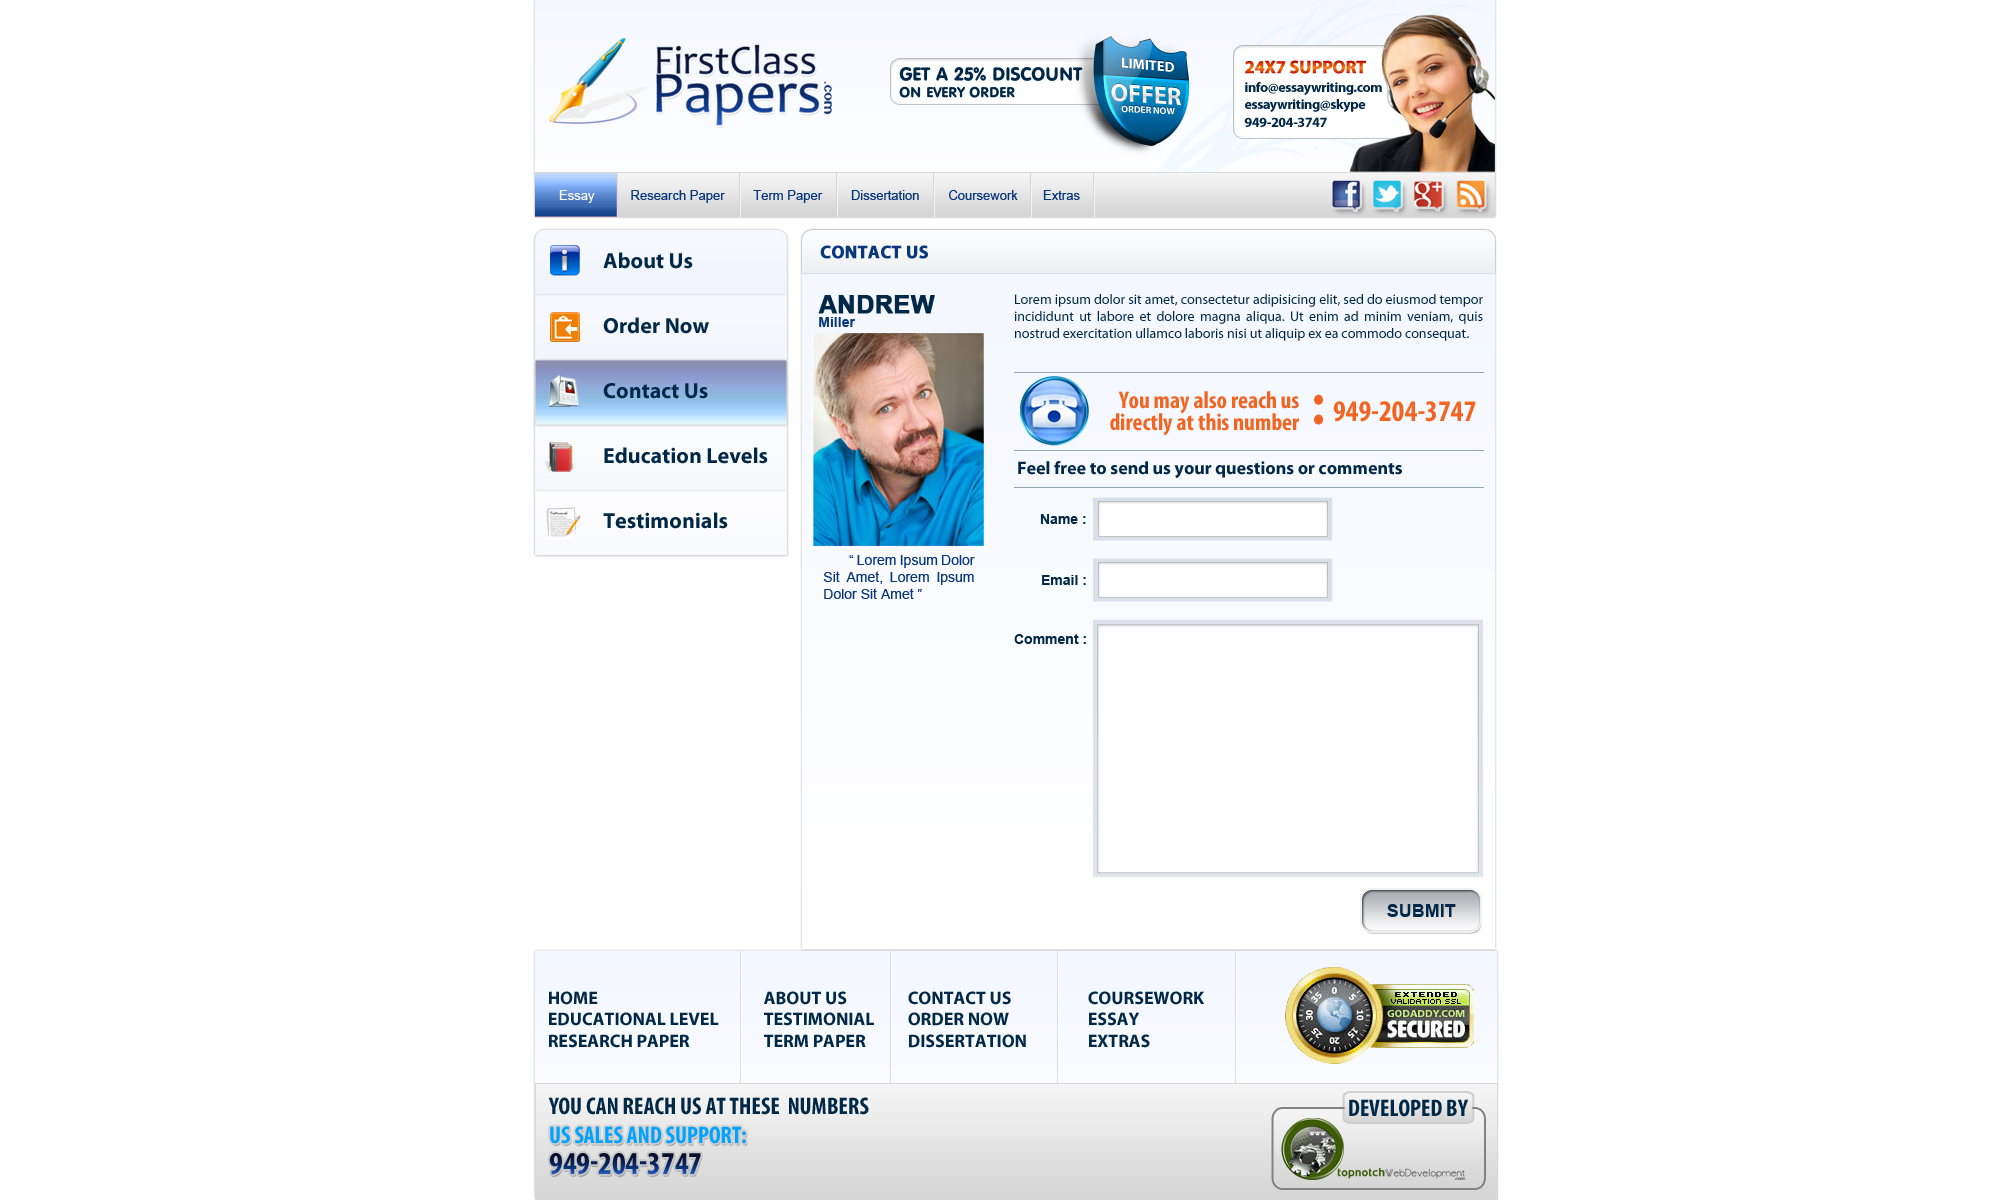 FirstClass
Papers.com
GET A 25% DISCOUNT
ON EVERY ORDER
LIMITED
OFFER
ORDER NOW
24X7 SUPPORT
info@essaywriting.com
essaywriting@skype
949-204-3747
Essay
Research Paper
Term Paper
Dissertation
Coursework
Extras
About Us
Order Now
Contact Us
Education Levels
Testimonials
CONTACT US
ANDREW
Miller
“ Lorem Ipsum Dolor
Sit Amet, Lorem Ipsum
Dolor Sit Amet ”
Lorem ipsum dolor sit amet, consectetur adipisicing elit, sed do eiusmod tempor
incididunt ut labore et dolore magna aliqua. Ut enim ad minim veniam, quis
nostrud exercitation ullamco laboris nisi ut aliquip ex ea commodo consequat.
You may also reach us
directly at this number
: 949-204-3747
Feel free to send us your questions or comments
Name :
Email :
Comment :
SUBMIT
HOME
EDUCATIONAL LEVEL
RESEARCH PAPER
ABOUT US
TESTIMONIAL
TERM PAPER
CONTACT US
ORDER NOW
DISSERTATION
COURSEWORK
ESSAY
EXTRAS
0 5 10 15 20 25 30 35
EXTENDED
VALIDATION SSL
GODADDY.COM
SECURED
YOU CAN REACH US AT THESE NUMBERS
US SALES AND SUPPORT:
949-204-3747
DEVELOPED BY
topnotchWebDevelopment
.com